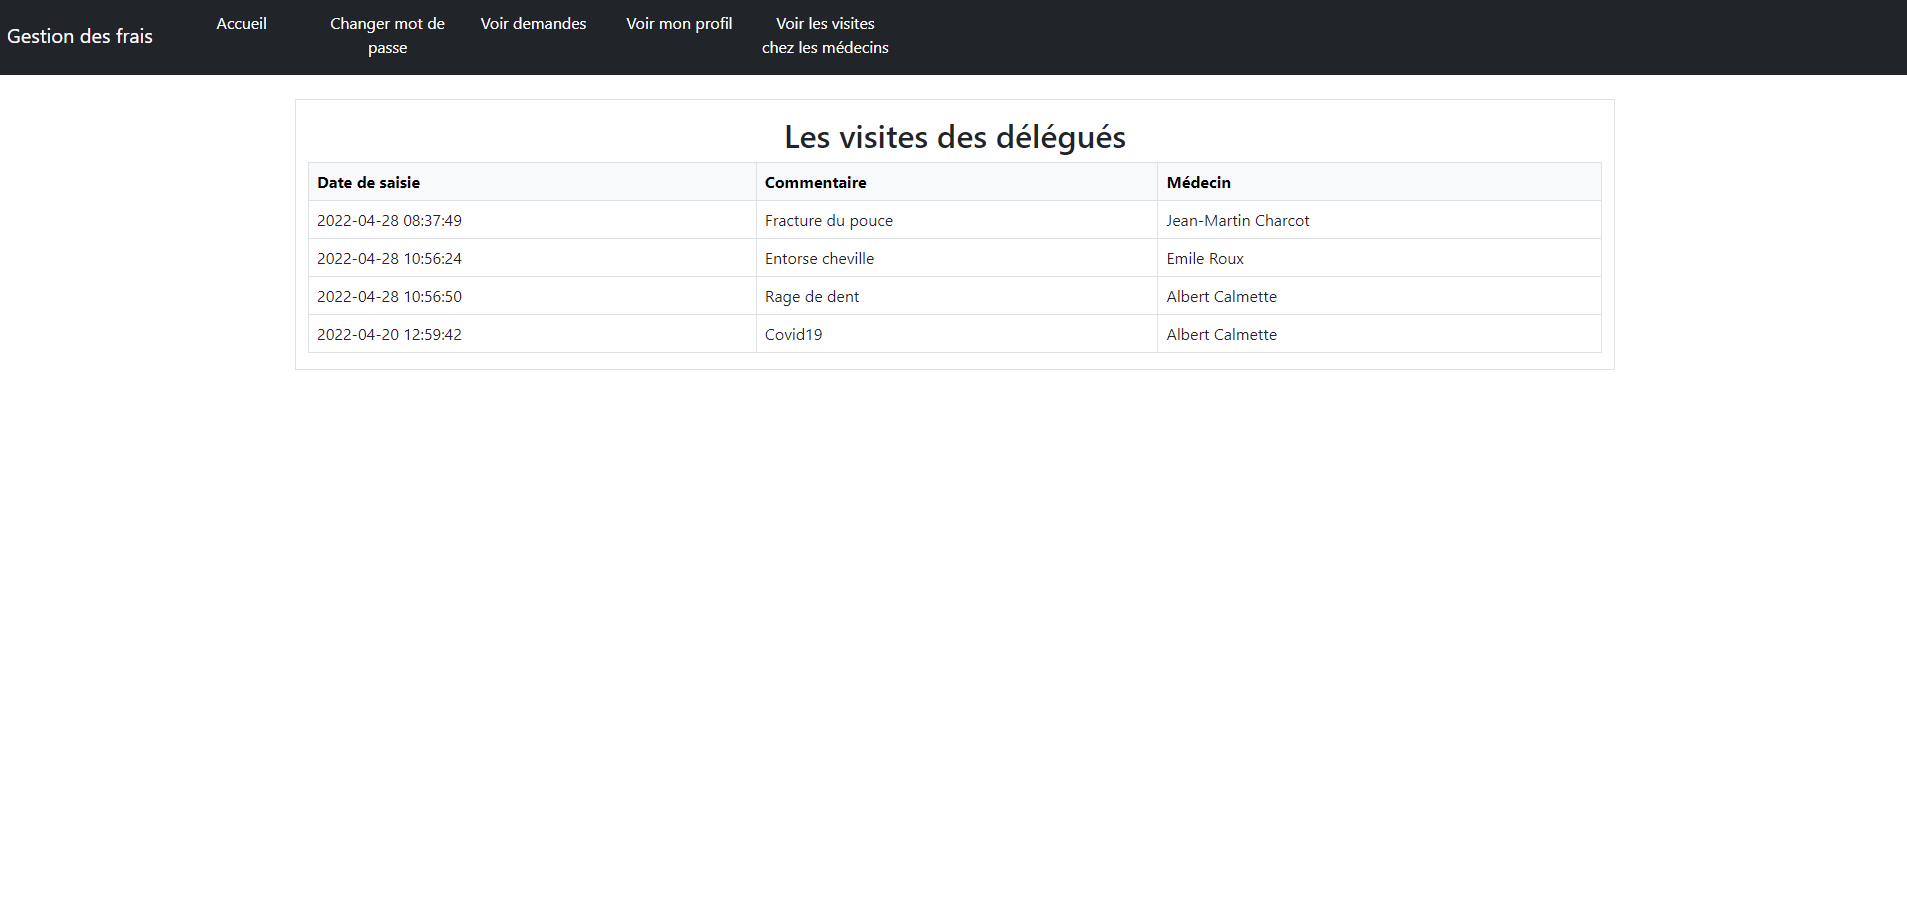 Gestion des frais
Accueil
Changer mot de
passe
Voir demandes
Voir mon profil
Voir les visites
chez les médecins
Les visites des délégués
Date de saisie Commentaire Médecin
2022-04-28 08:37:49 Fracture du pouce Jean-Martin Charcot
2022-04-28 10:56:24 Entorse cheville Emile Roux
2022-04-28 10:56:50 Rage de dent Albert Calmette
2022-04-20 12:59:42 Covid19 Albert Calmette